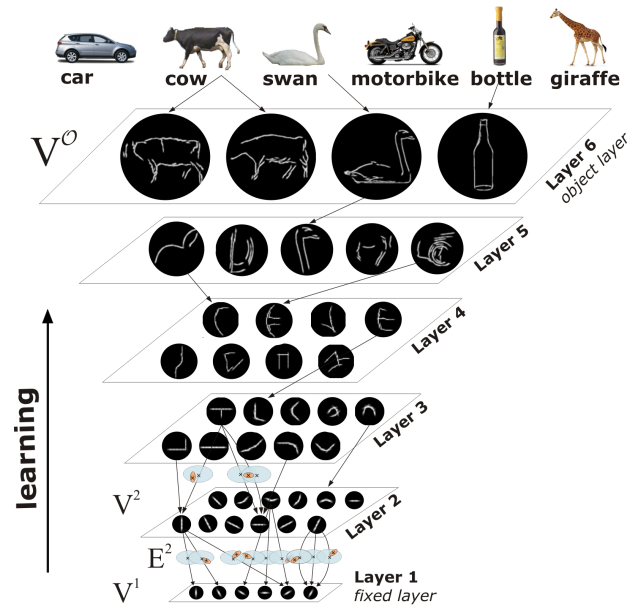 car cow swan motorbike bottle giraffe
V^O
Layer 6
object layer
Layer 5
Layer 4
Layer 3
learning
V^2
Layer 2
E^2
V^1
Layer 1
fixed layer